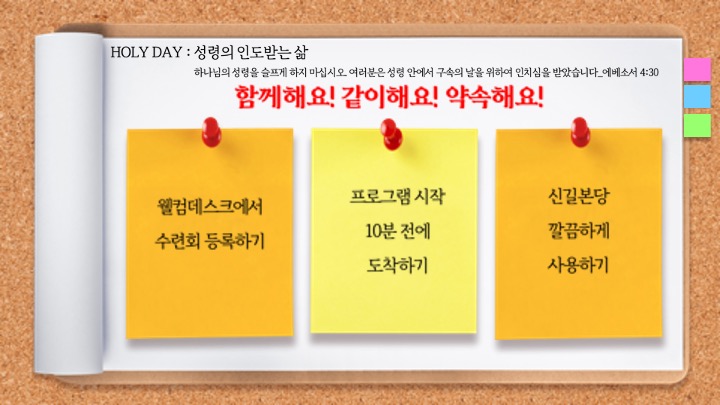 HOLY DAY : 성령의 인도받는 삶
하나님의 성령을 슬프게 하지 마십시오. 여러분은 성령 안에서 구속의 날을 위하여 인치심을 받았습니다_에베소서 4:30
함께해요! 같이해요! 약속해요!
웰컴데스크에서
수련회 등록하기
프로그램 시작
10분 전에
도착하기
신길본당
깔끔하게
사용하기